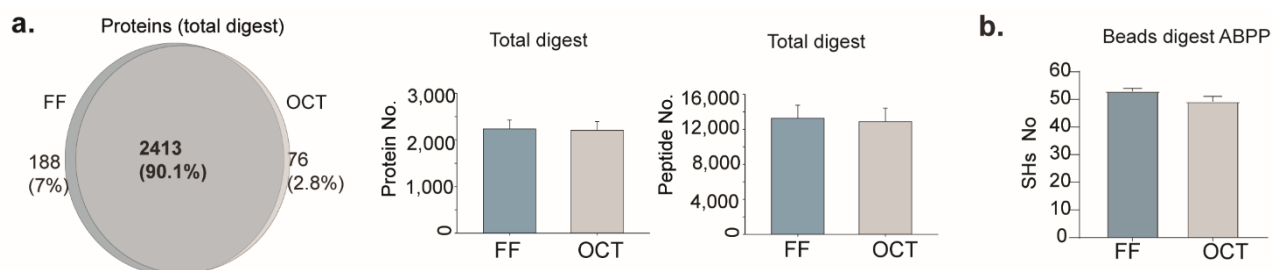 a.
Proteins (total digest)
FF
OCT
188
(7%)
2413
(90.1%)
76
(2.8%)
Total digest
Protein No.
3,000
2,000
1,000
0
FF OCT
Total digest
Peptide No.
16,000
12,000
8,000
4,000
0
FF OCT
b.
Beads digest ABPP
SHs No
60
50
40
30
20
10
0
FF OCT